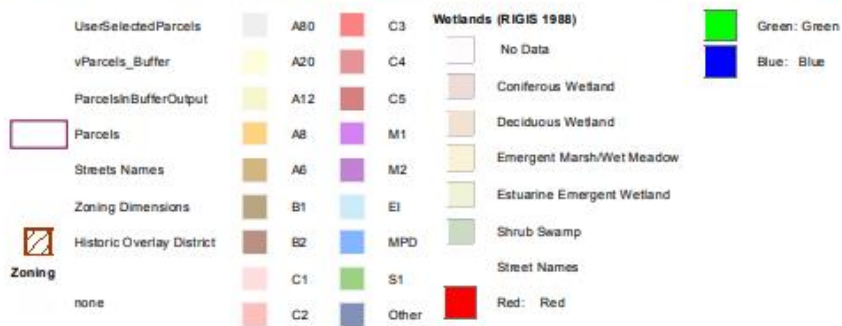 UserSelectedParcels
vParcels_Buffer
ParcelsInBufferOutput
Parcels
Streets Names
Zoning Dimensions
Historic Overlay District
Zoning
none
A80
A20
A12
A8
A6
B1
B2
C1
C2
C3
C4
C5
M1
M2
EI
MPD
S1
Other
Wetlands (RIGIS 1988)
No Data
Coniferous Wetland
Deciduous Wetland
Emergent Marsh/Wet Meadow
Estuarine Emergent Wetland
Shrub Swamp
Street Names
Red: Red
Green: Green
Blue: Blue